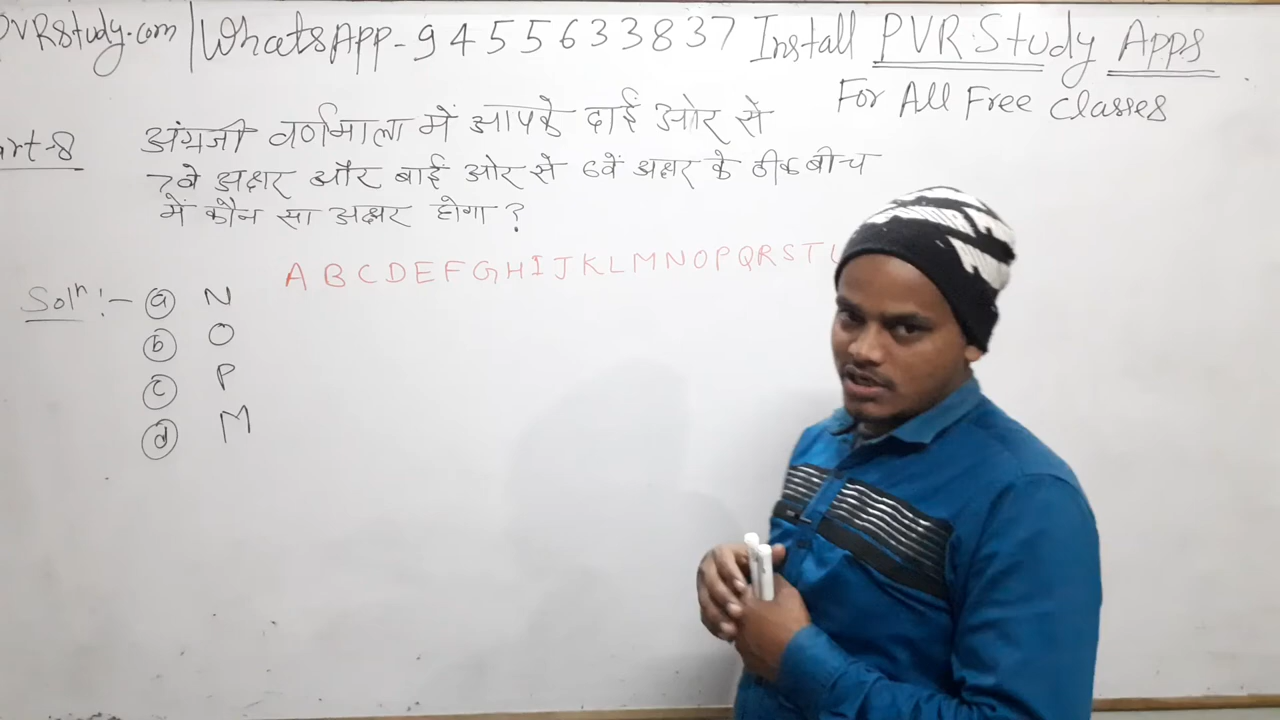 PVRStudy.com | WhatsApp-9455633837 Install PVR Study Apps
For All Free Classes
art-8
अंग्रजी वर्णमाला में आपके दाईं ओर से
7वे अक्षर और बाई ओर से 6वें अक्षर के ठीक बीच
में कौन सा अक्षर होगा ?
A B C D E F G H I J K L M N O P Q R S T U
Solⁿ:- (a) N
(b) O
(c) P
(d) M